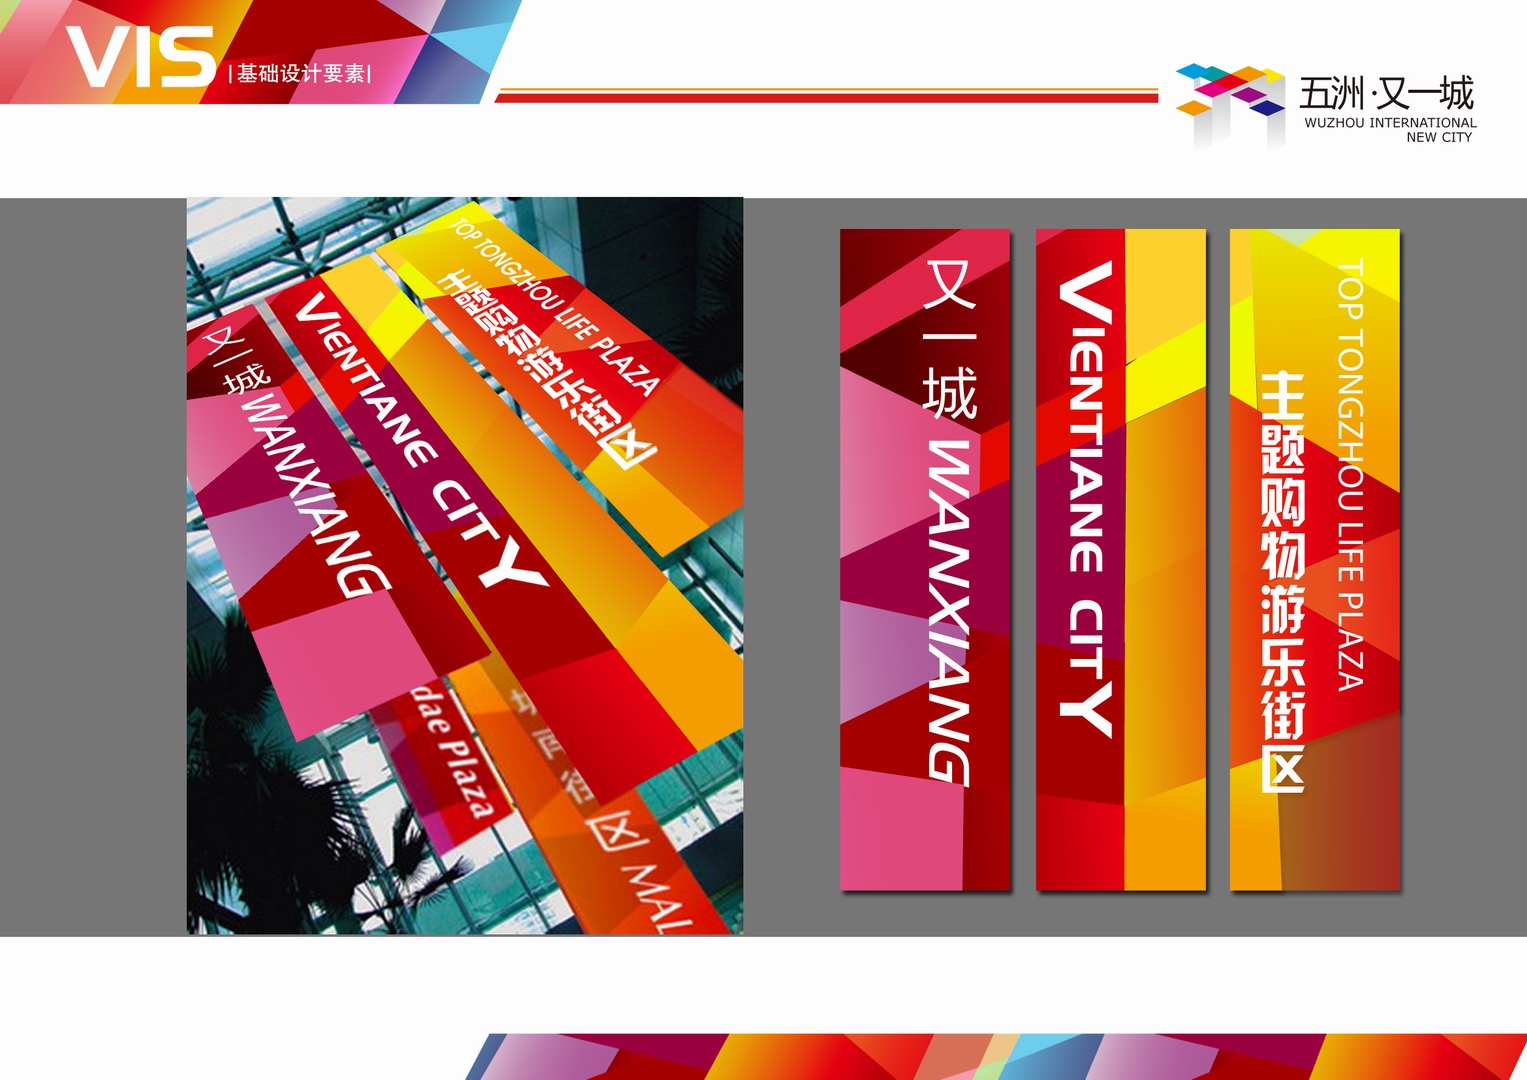 VIS
|基础设计要素|
五洲·又一城
WUZHOU INTERNATIONAL
NEW CITY
又一城 WANXIANG
VIENTIANE CITY
TOP TONGZHOU LIFE PLAZA
主题购物游乐街区
dae Plaza
区 MAL
又一城 WANXIANG
VIENTIANE CITY
TOP TONGZHOU LIFE PLAZA
主题购物游乐街区